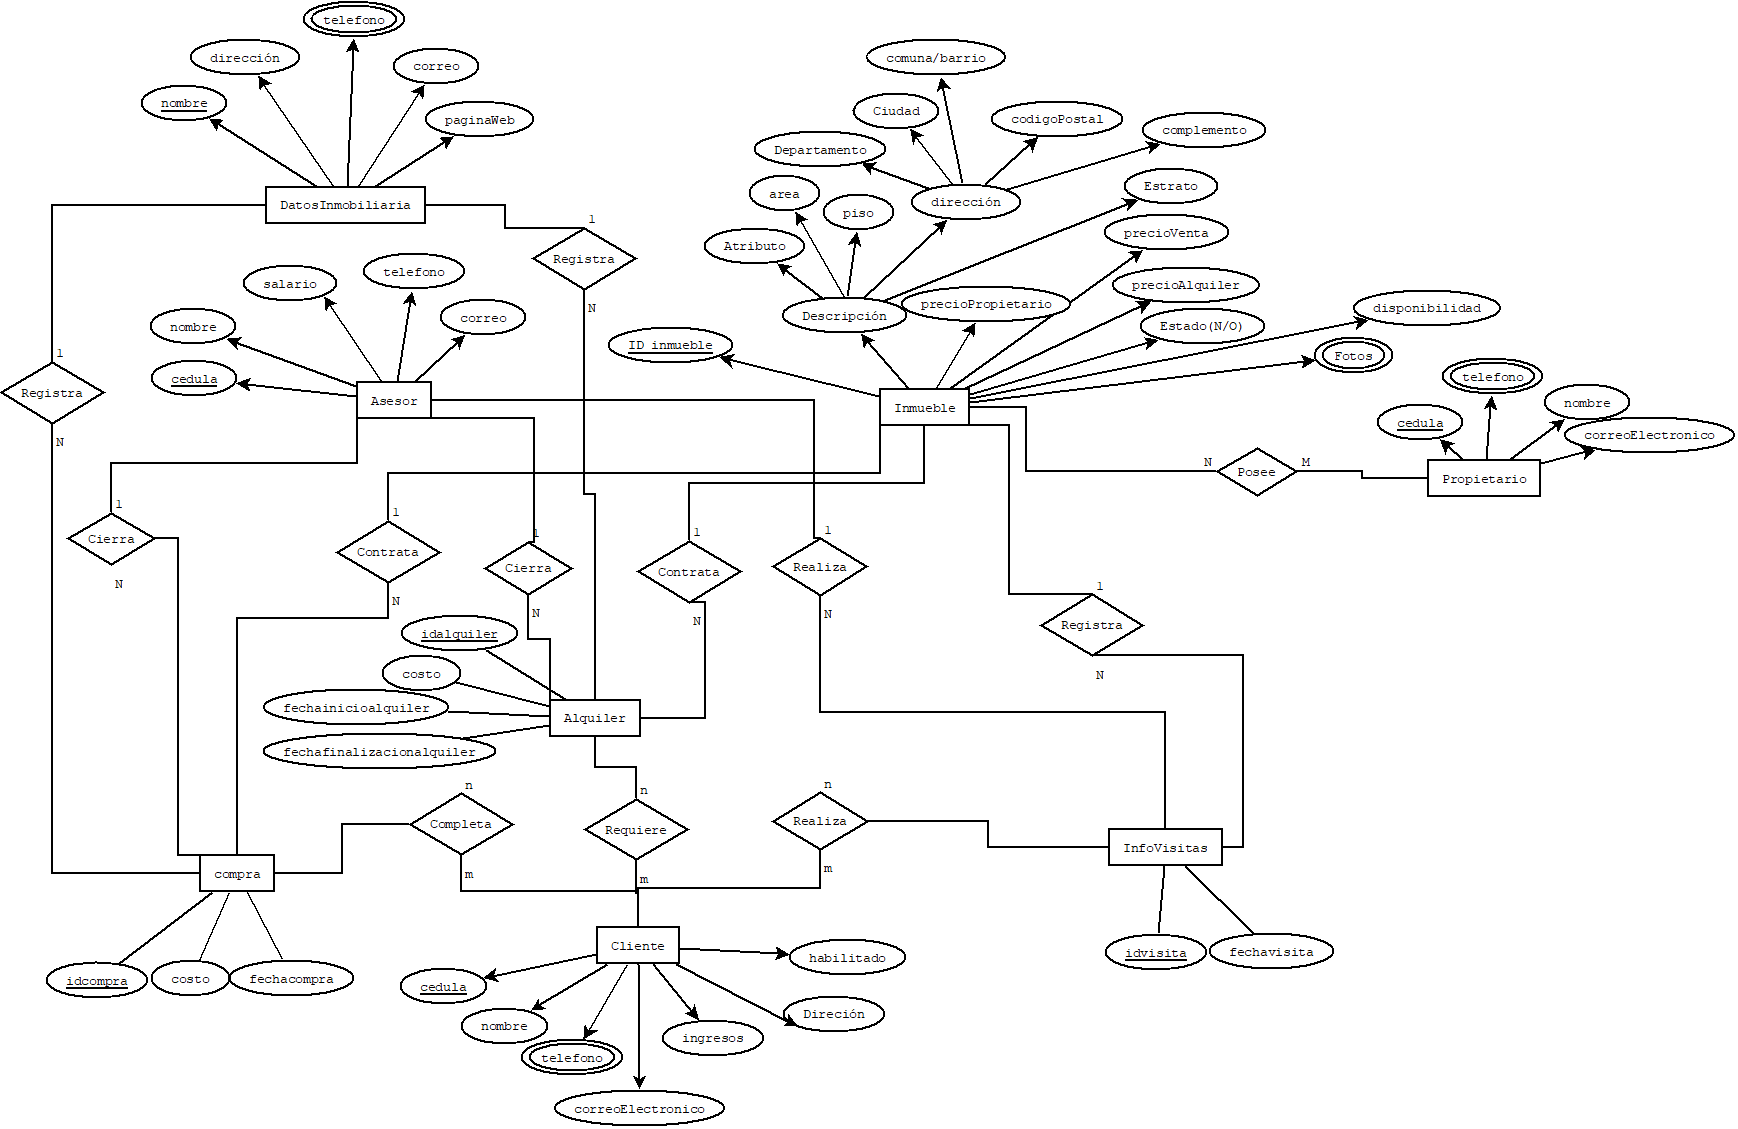 telefono
dirección
correo
nombre
paginaWeb
DatosInmobiliaria
comuna/barrio
Ciudad
codigoPostal
complemento
Departamento
area
dirección
Estrato
piso
Atributo
precioVenta
Descripción
precioPropietario
precioAlquiler
Estado(N/O)
disponibilidad
Fotos
ID inmueble
Inmueble
1
Registra
N
salario
telefono
nombre
correo
cedula
Asesor
1
Registra
N
telefono
cedula
nombre
correoElectronico
N
Posee
M
Propietario
1
Cierra
N
1
Contrata
N
1
Cierra
N
1
Contrata
N
1
Realiza
N
1
Registra
N
idalquiler
costo
fechainicioalquiler
fechafinalizacionalquiler
Alquiler
n
Completa
m
n
Requiere
m
n
Realiza
m
InfoVisitas
compra
idcompra
costo
fechacompra
Cliente
habilitado
cedula
nombre
telefono
ingresos
Direción
correoElectronico
idvisita
fechavisita